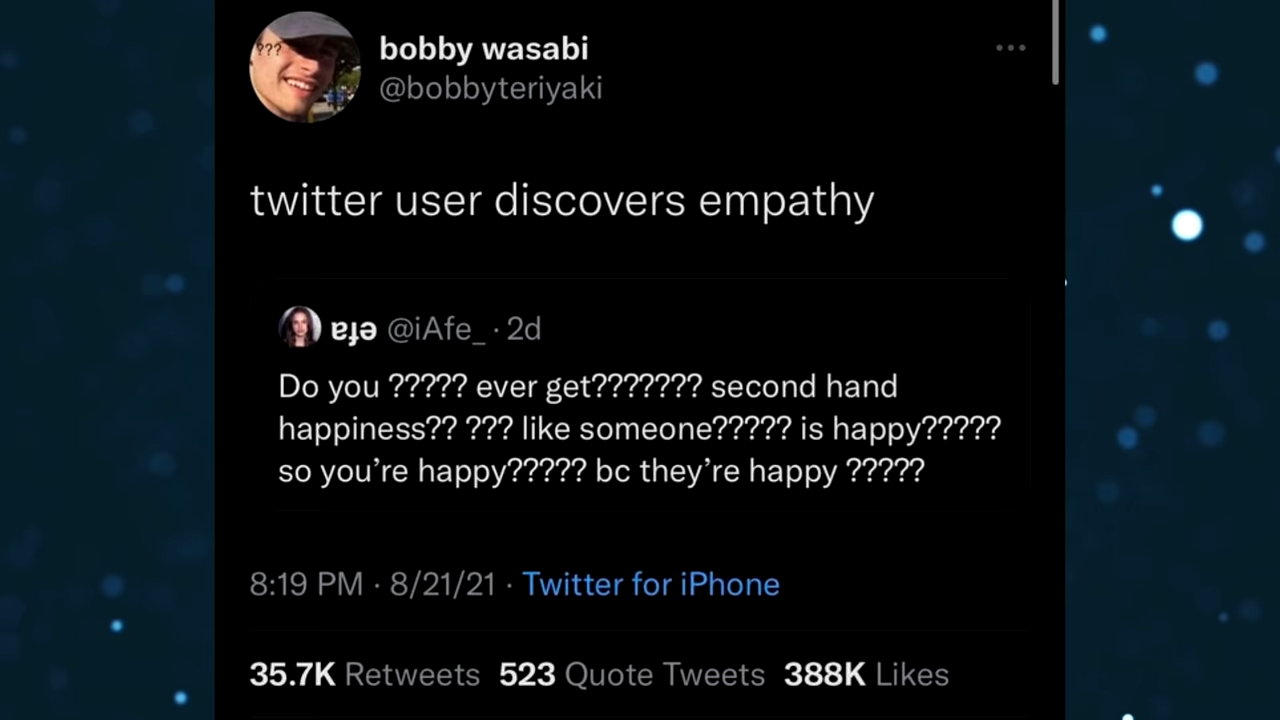 ???
bobby wasabi
@bobbyteriyaki
twitter user discovers empathy
ɐɟǝ @iAfe_ · 2d
Do you ????? ever get??????? second hand
happiness?? ??? like someone????? is happy?????
so you’re happy????? bc they’re happy ?????
8:19 PM · 8/21/21 · Twitter for iPhone
35.7K Retweets 523 Quote Tweets 388K Likes